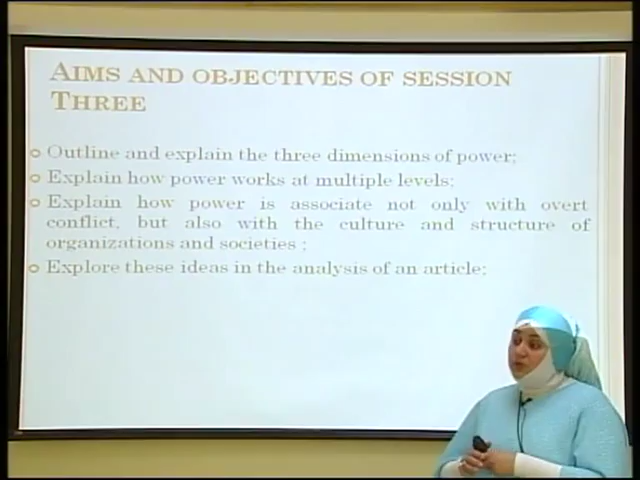 AIMS AND OBJECTIVES OF SESSION
THREE
Outline and explain the three dimensions of power;
Explain how power works at multiple levels;
Explain how power is associate not only with overt
conflict, but also with the culture and structure of
organizations and societies ;
Explore these ideas in the analysis of an article;